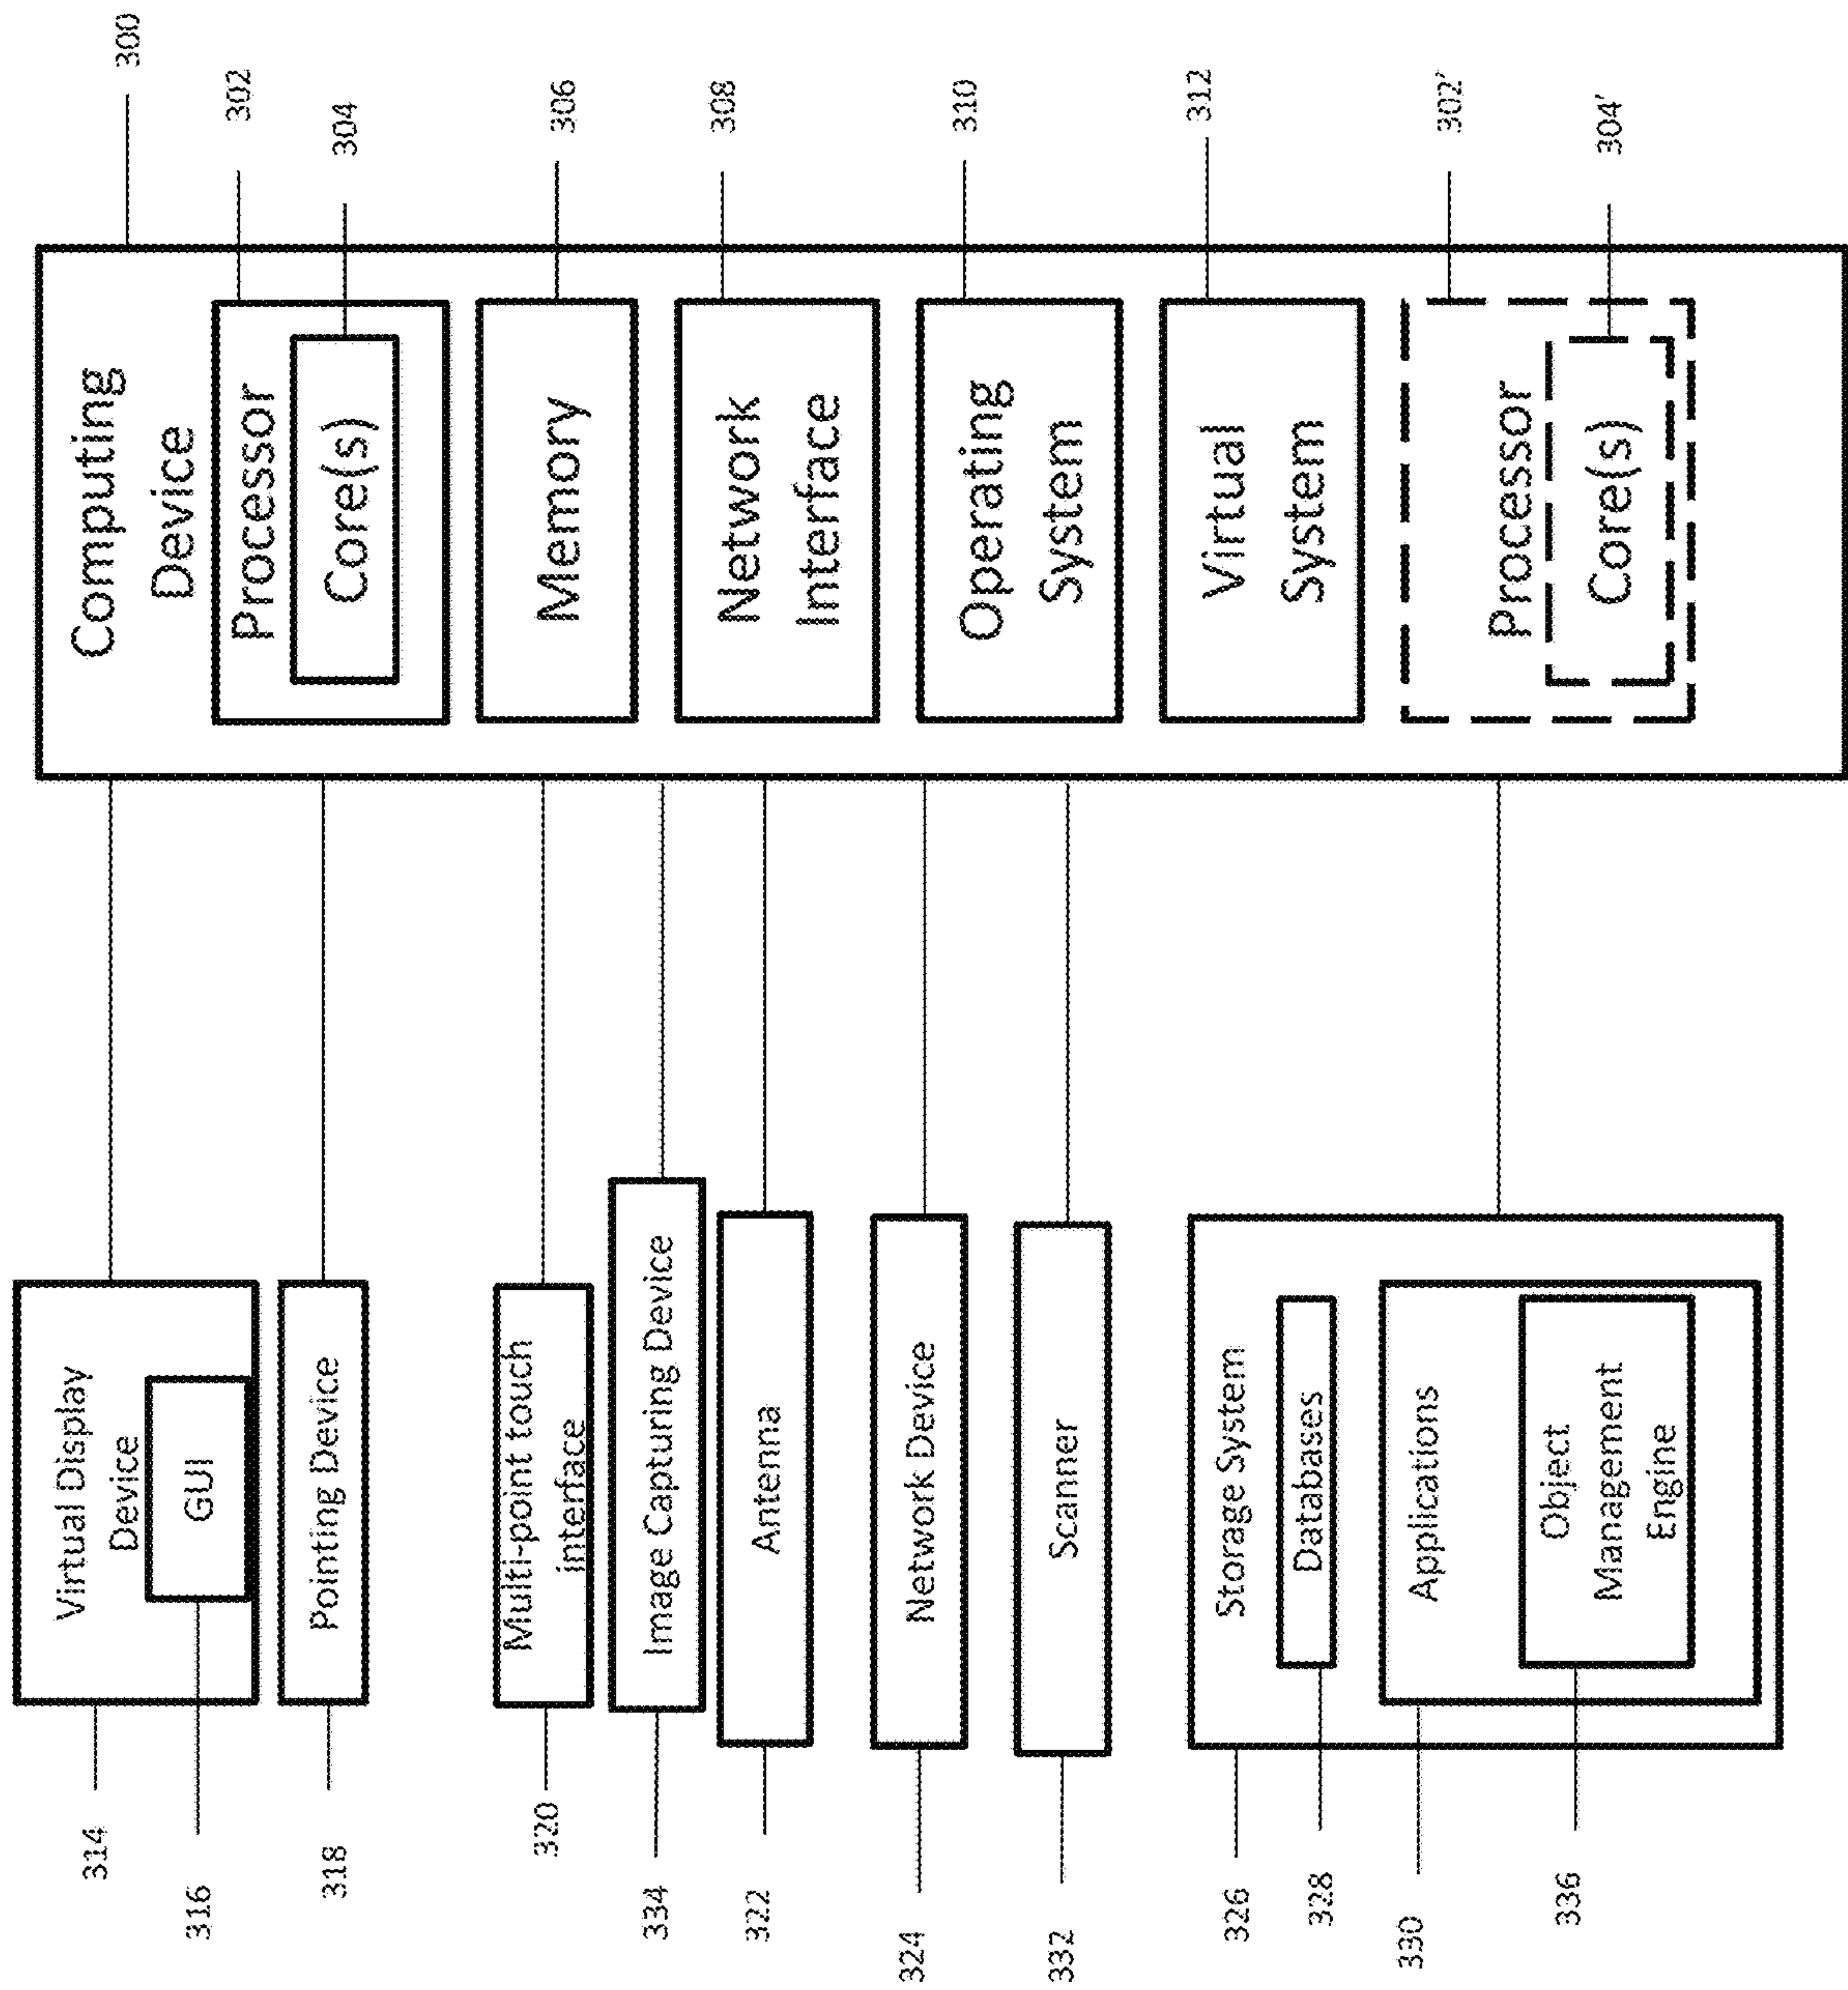 300
302
304
306
308
310
312
302'
304'
Computing
Device
Processor
Core(s)
Memory
Network
Interface
Operating
System
Virtual
System
Processor
Core(s)
Virtual Display
Device
GUI
Pointing Device
Multi-point touch
interface
Image Capturing Device
Antenna
Network Device
Scanner
Storage System
Databases
Applications
Object
Management
Engine
314
316
318
320
334
322
324
332
326
328
330
336